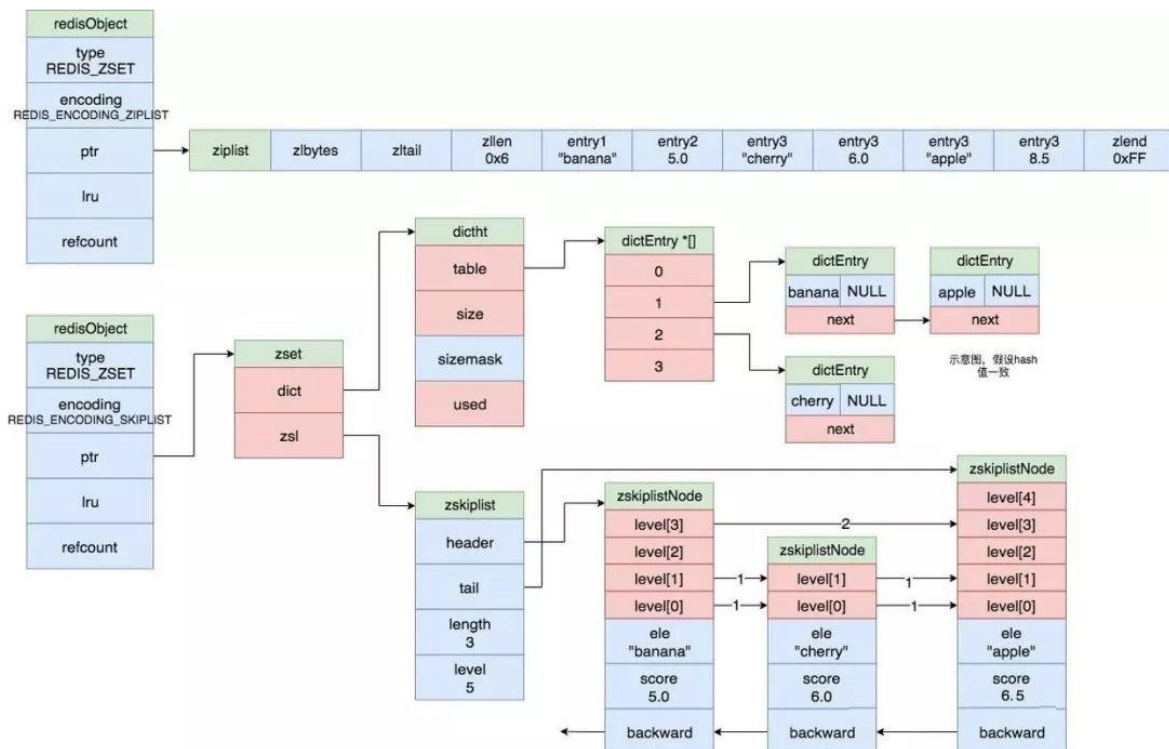 redisObject
type
REDIS_ZSET
encoding
REDIS_ENCODING_ZIPLIST
ptr
lru
refcount
ziplist
zlbytes
zltail
zllen
0x6
entry1
"banana"
entry2
5.0
entry3
"cherry"
entry3
6.0
entry3
"apple"
entry3
8.5
zlend
0xFF
redisObject
type
REDIS_ZSET
encoding
REDIS_ENCODING_SKIPLIST
ptr
lru
refcount
zset
dict
zsl
dictht
table
size
sizemask
used
dictEntry *[]
0
1
2
3
dictEntry
banana NULL
next
dictEntry
apple NULL
next
示意图，假设hash
值一致
dictEntry
cherry NULL
next
zskiplist
header
tail
length
3
level
5
zskiplistNode
level[3]
level[2]
level[1]
level[0]
ele
"banana"
score
5.0
backward
2
1
1
zskiplistNode
level[1]
level[0]
ele
"cherry"
score
6.0
backward
1
1
zskiplistNode
level[4]
level[3]
level[2]
level[1]
level[0]
ele
"apple"
score
6.5
backward